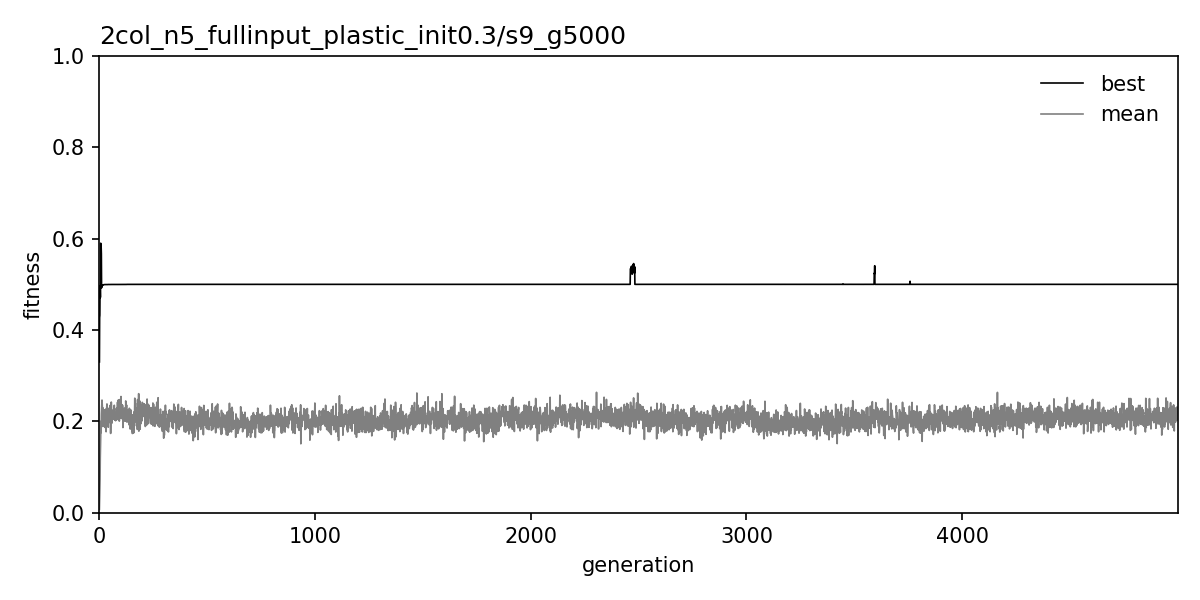 2col_n5_fullinput_plastic_init0.3/s9_g5000
1.0
0.8
0.6
0.4
0.2
0.0
fitness
best
mean
0 1000 2000 3000 4000
generation